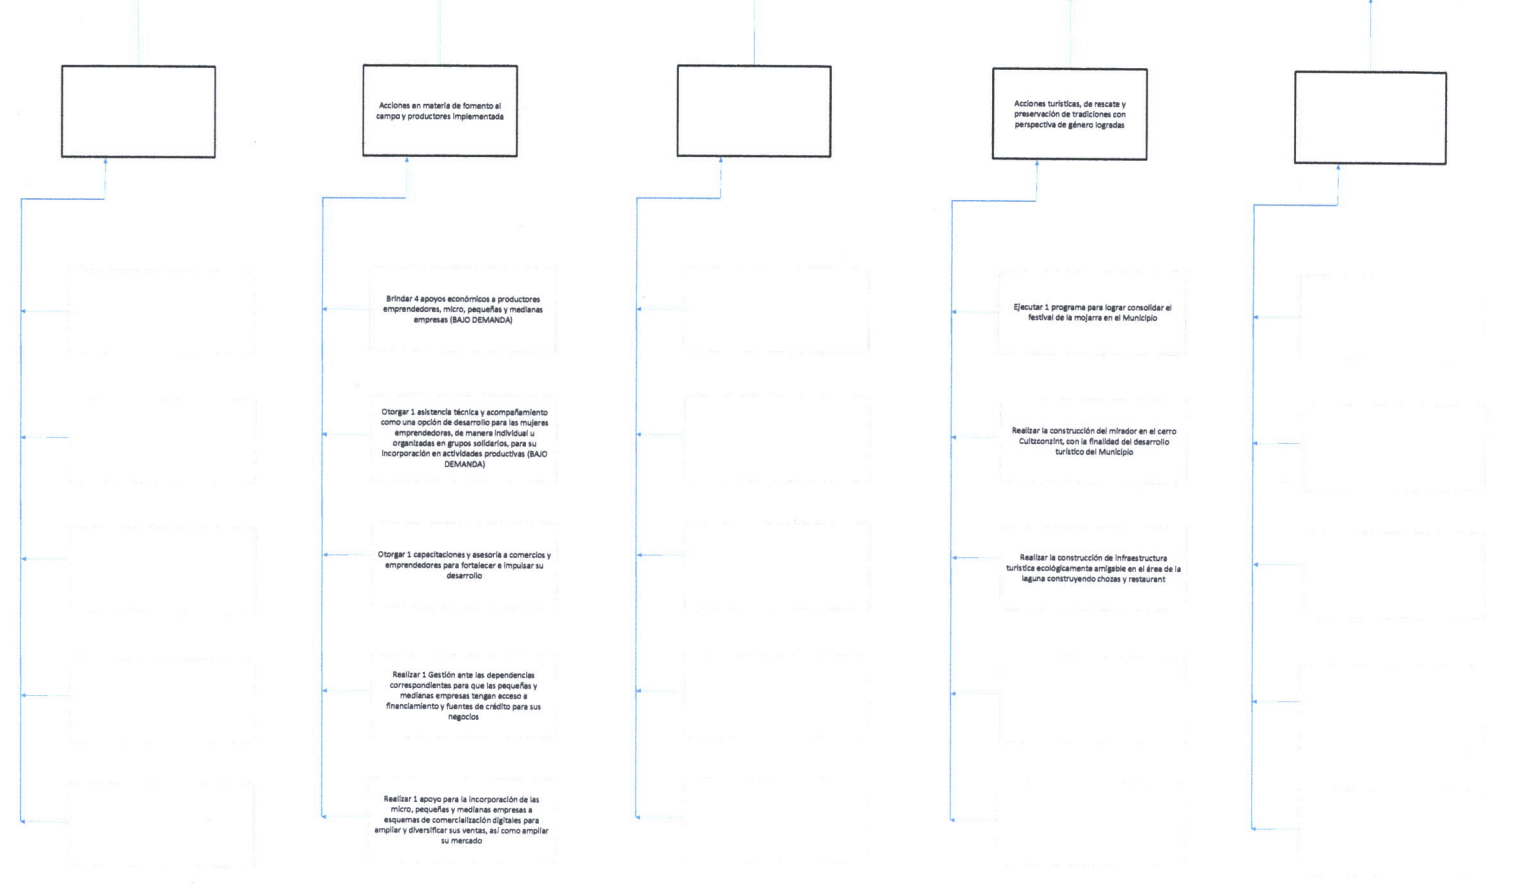 Acciones en materia de fomento al
campo y productores implementada
Acciones turísticas, de rescate y
preservación de tradiciones con
perspectiva de género logradas
Brindar 4 apoyos económicos a productores
emprendedores, micro, pequeñas y medianas
empresas (BAJO DEMANDA)
Otorgar 1 asistencia técnica y acompañamiento
como una opción de desarrollo para las mujeres
emprendedoras, de manera individual u
organizadas en grupos solidarios, para su
incorporación en actividades productivas (BAJO
DEMANDA)
Otorgar 1 capacitaciones y asesoría a comercios y
emprendedores para fortalecer e impulsar su
desarrollo
Realizar 1 Gestión ante las dependencias
correspondientes para que las pequeñas y
medianas empresas tengan acceso a
financiamiento y fuentes de crédito para sus
negocios
Realizar 1 apoyo para la incorporación de las
micro, pequeñas y medianas empresas a
esquemas de comercialización digitales para
ampliar y diversificar sus ventas, así como ampliar
su mercado
Ejecutar 1 programa para lograr consolidar el
festival de la mojarra en el Municipio
Realizar la construcción del mirador en el cerro
Cuitzconzint, con la finalidad del desarrollo
turístico del Municipio
Realizar la construcción de infraestructura
turística ecológicamente amigable en el área de la
laguna construyendo chozas y restaurant